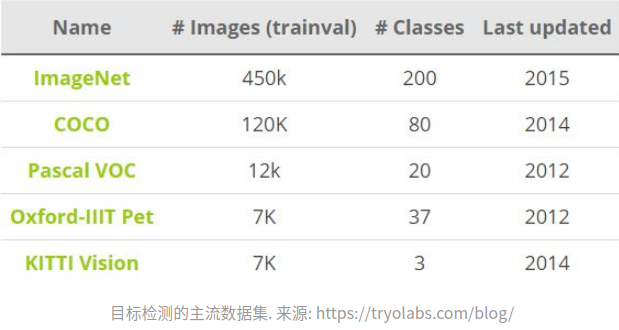 Name # Images (trainval) # Classes Last updated
ImageNet 450k 200 2015
COCO 120K 80 2014
Pascal VOC 12k 20 2012
Oxford-IIIT Pet 7K 37 2012
KITTI Vision 7K 3 2014
目标检测的主流数据集. 来源: https://tryolabs.com/blog/